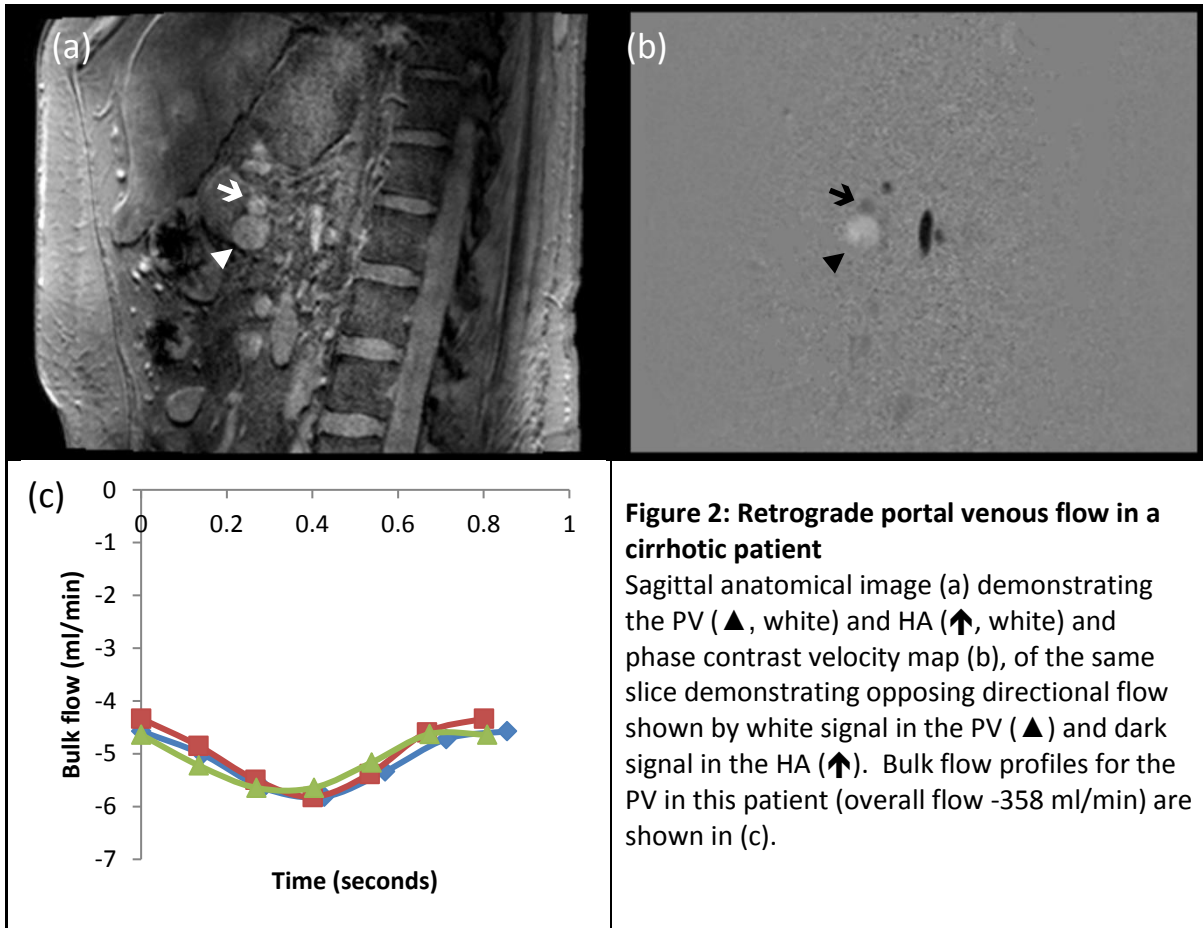 (a)
(b)
(c)
0
-1
-2
-3
-4
-5
-6
-7
0
0.2
0.4
0.6
0.8
1
Bulk flow (ml/min)
Time (seconds)
Figure 2: Retrograde portal venous flow in a
cirrhotic patient
Sagittal anatomical image (a) demonstrating
the PV (▲, white) and HA (↑, white) and
phase contrast velocity map (b), of the same
slice demonstrating opposing directional flow
shown by white signal in the PV (▲) and dark
signal in the HA (↑).  Bulk flow profiles for the
PV in this patient (overall flow -358 ml/min) are
shown in (c).